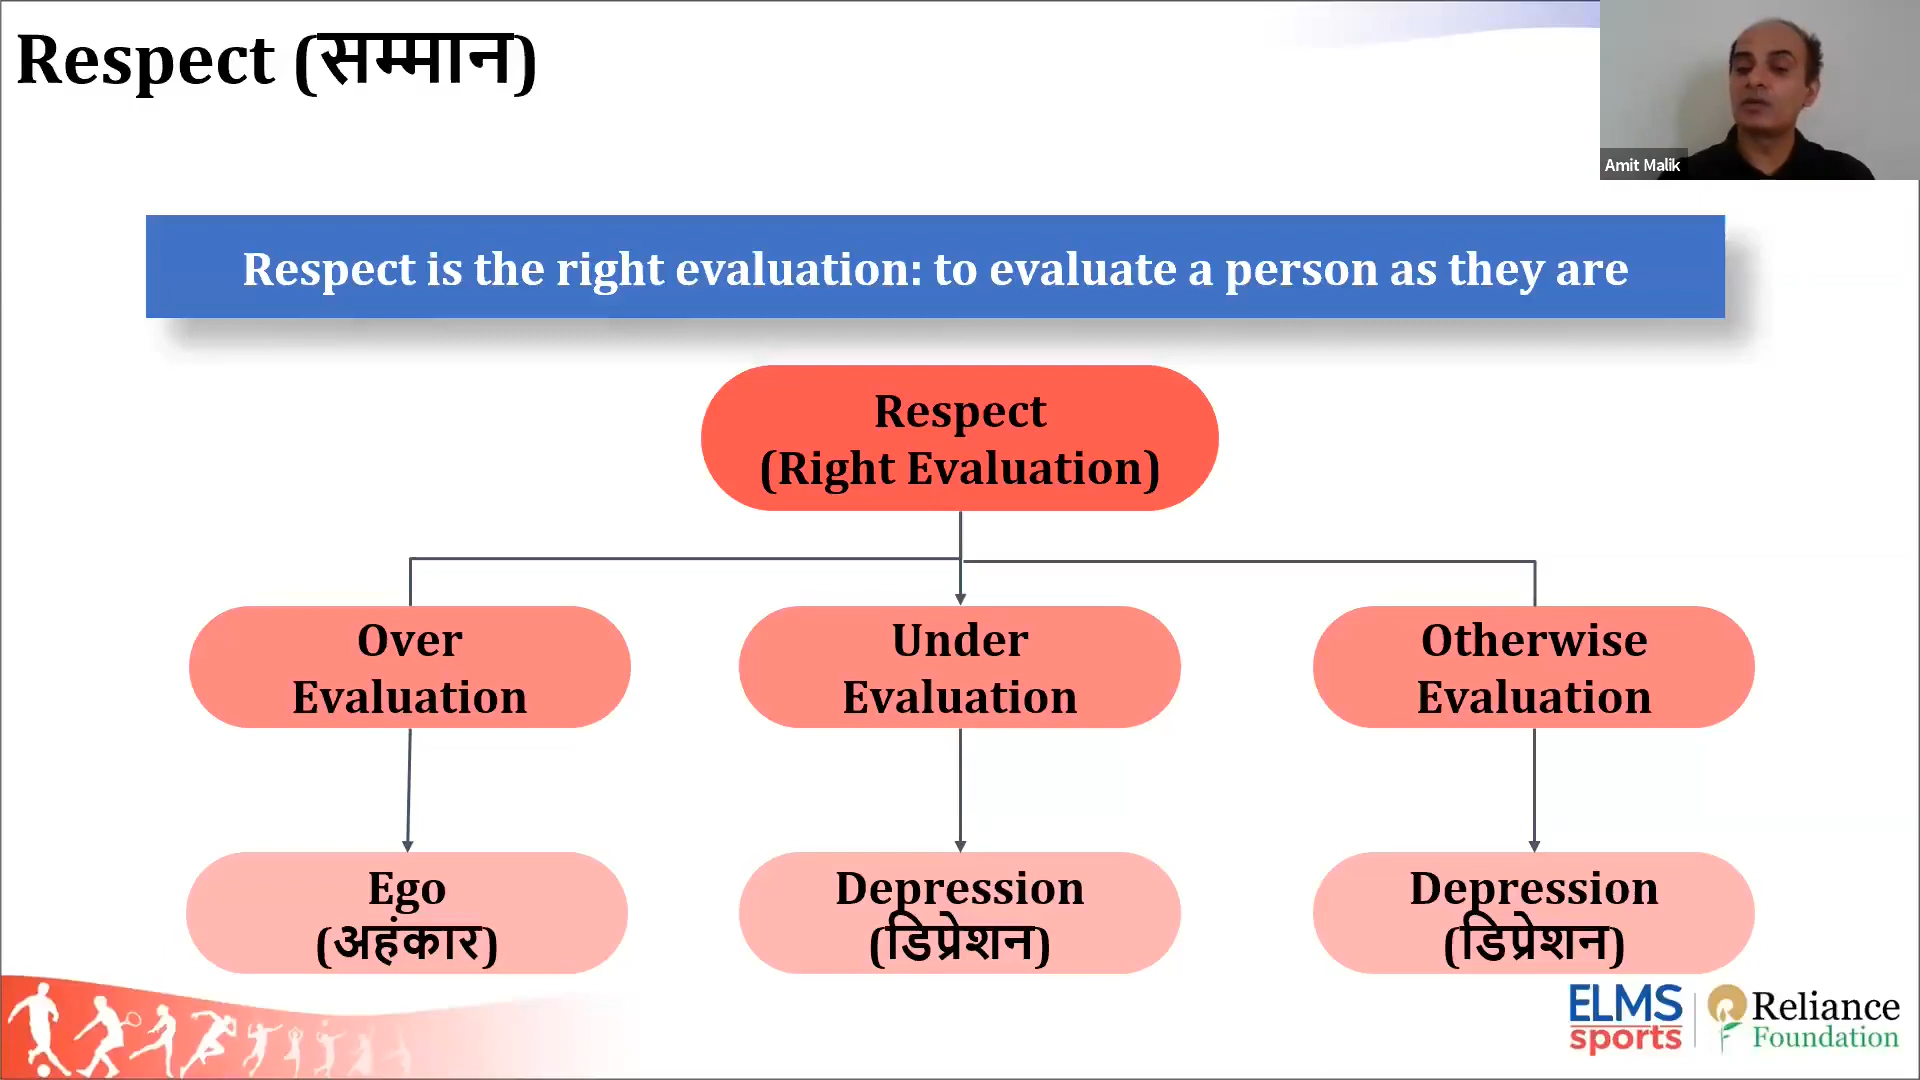 Respect (सम्मान)
Amit Malik
Respect is the right evaluation: to evaluate a person as they are
Respect
(Right Evaluation)
Over
Evaluation
Under
Evaluation
Otherwise
Evaluation
Ego
(अहंकार)
Depression
(डिप्रेशन)
Depression
(डिप्रेशन)
ELMS
sports
Reliance
Foundation